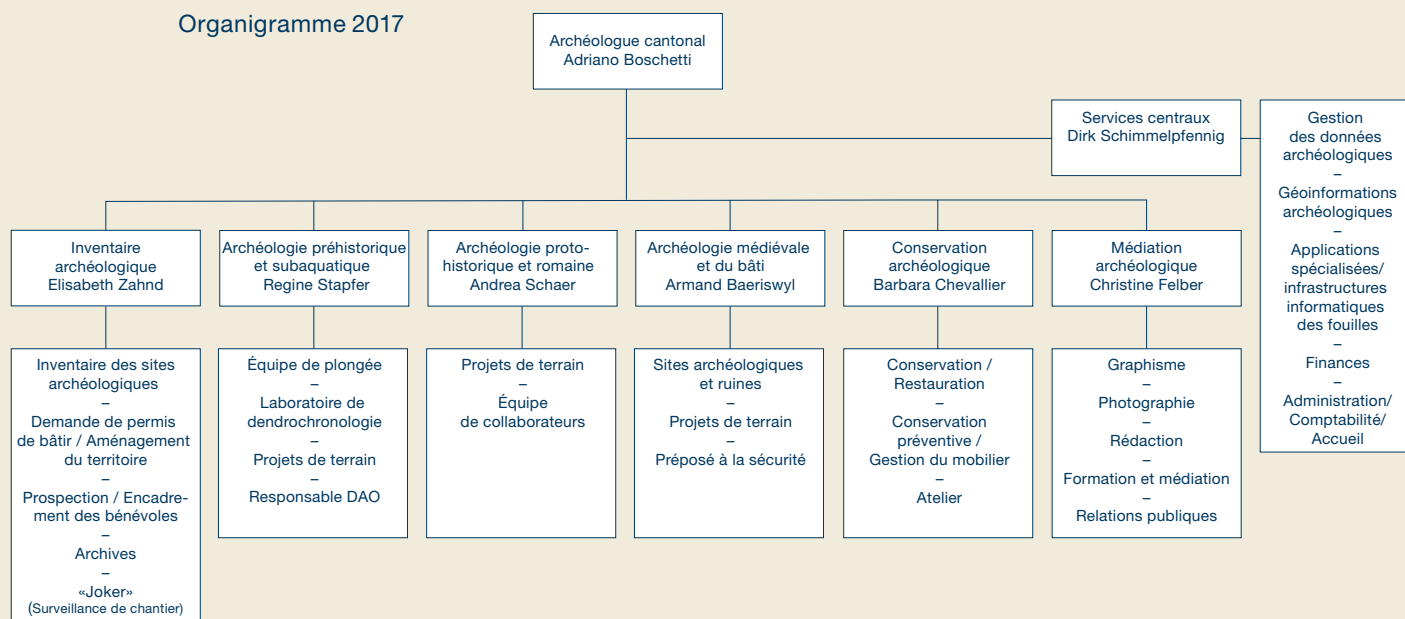 Organigramme 2017
Archéologue cantonal
Adriano Boschetti
Services centraux
Dirk Schimmelpfennig
Gestion
des données
archéologiques
–
Géoinformations
archéologiques
–
Applications
spécialisées/
infrastructures
informatiques
des fouilles
–
Finances
–
Administration/
Comptabilité/
Accueil
Inventaire
archéologique
Elisabeth Zahnd
Archéologie préhistorique
et subaquatique
Regine Stapfer
Archéologie proto-
historique et romaine
Andrea Schaer
Archéologie médiévale
et du bâti
Armand Baeriswyl
Conservation
archéologique
Barbara Chevallier
Médiation
archéologique
Christine Felber
Inventaire des sites
archéologiques
–
Demande de permis
de bâtir / Aménagement
du territoire
–
Prospection / Encadre-
ment des bénévoles
–
Archives
–
«Joker»
(Surveillance de chantier)
Équipe de plongée
–
Laboratoire de
dendrochronologie
–
Projets de terrain
–
Responsable DAO
Projets de terrain
–
Équipe
de collaborateurs
Sites archéologiques
et ruines
–
Projets de terrain
–
Préposé à la sécurité
Conservation /
Restauration
–
Conservation
préventive /
Gestion du mobilier
–
Atelier
Graphisme
–
Photographie
–
Rédaction
–
Formation et médiation
–
Relations publiques